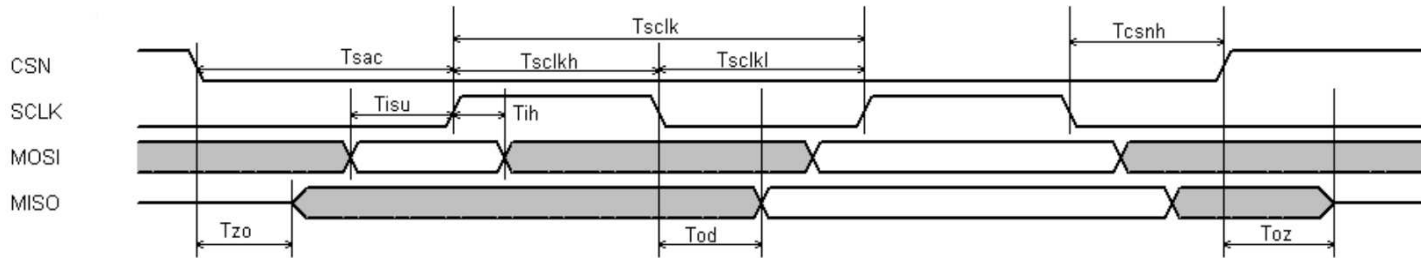 Tsclk
Tcsnh
CSN
Tsac
Tsclkh
Tsclkl
SCLK
Tisu
Tih
MOSI
MISO
Tzo
Tod
Toz